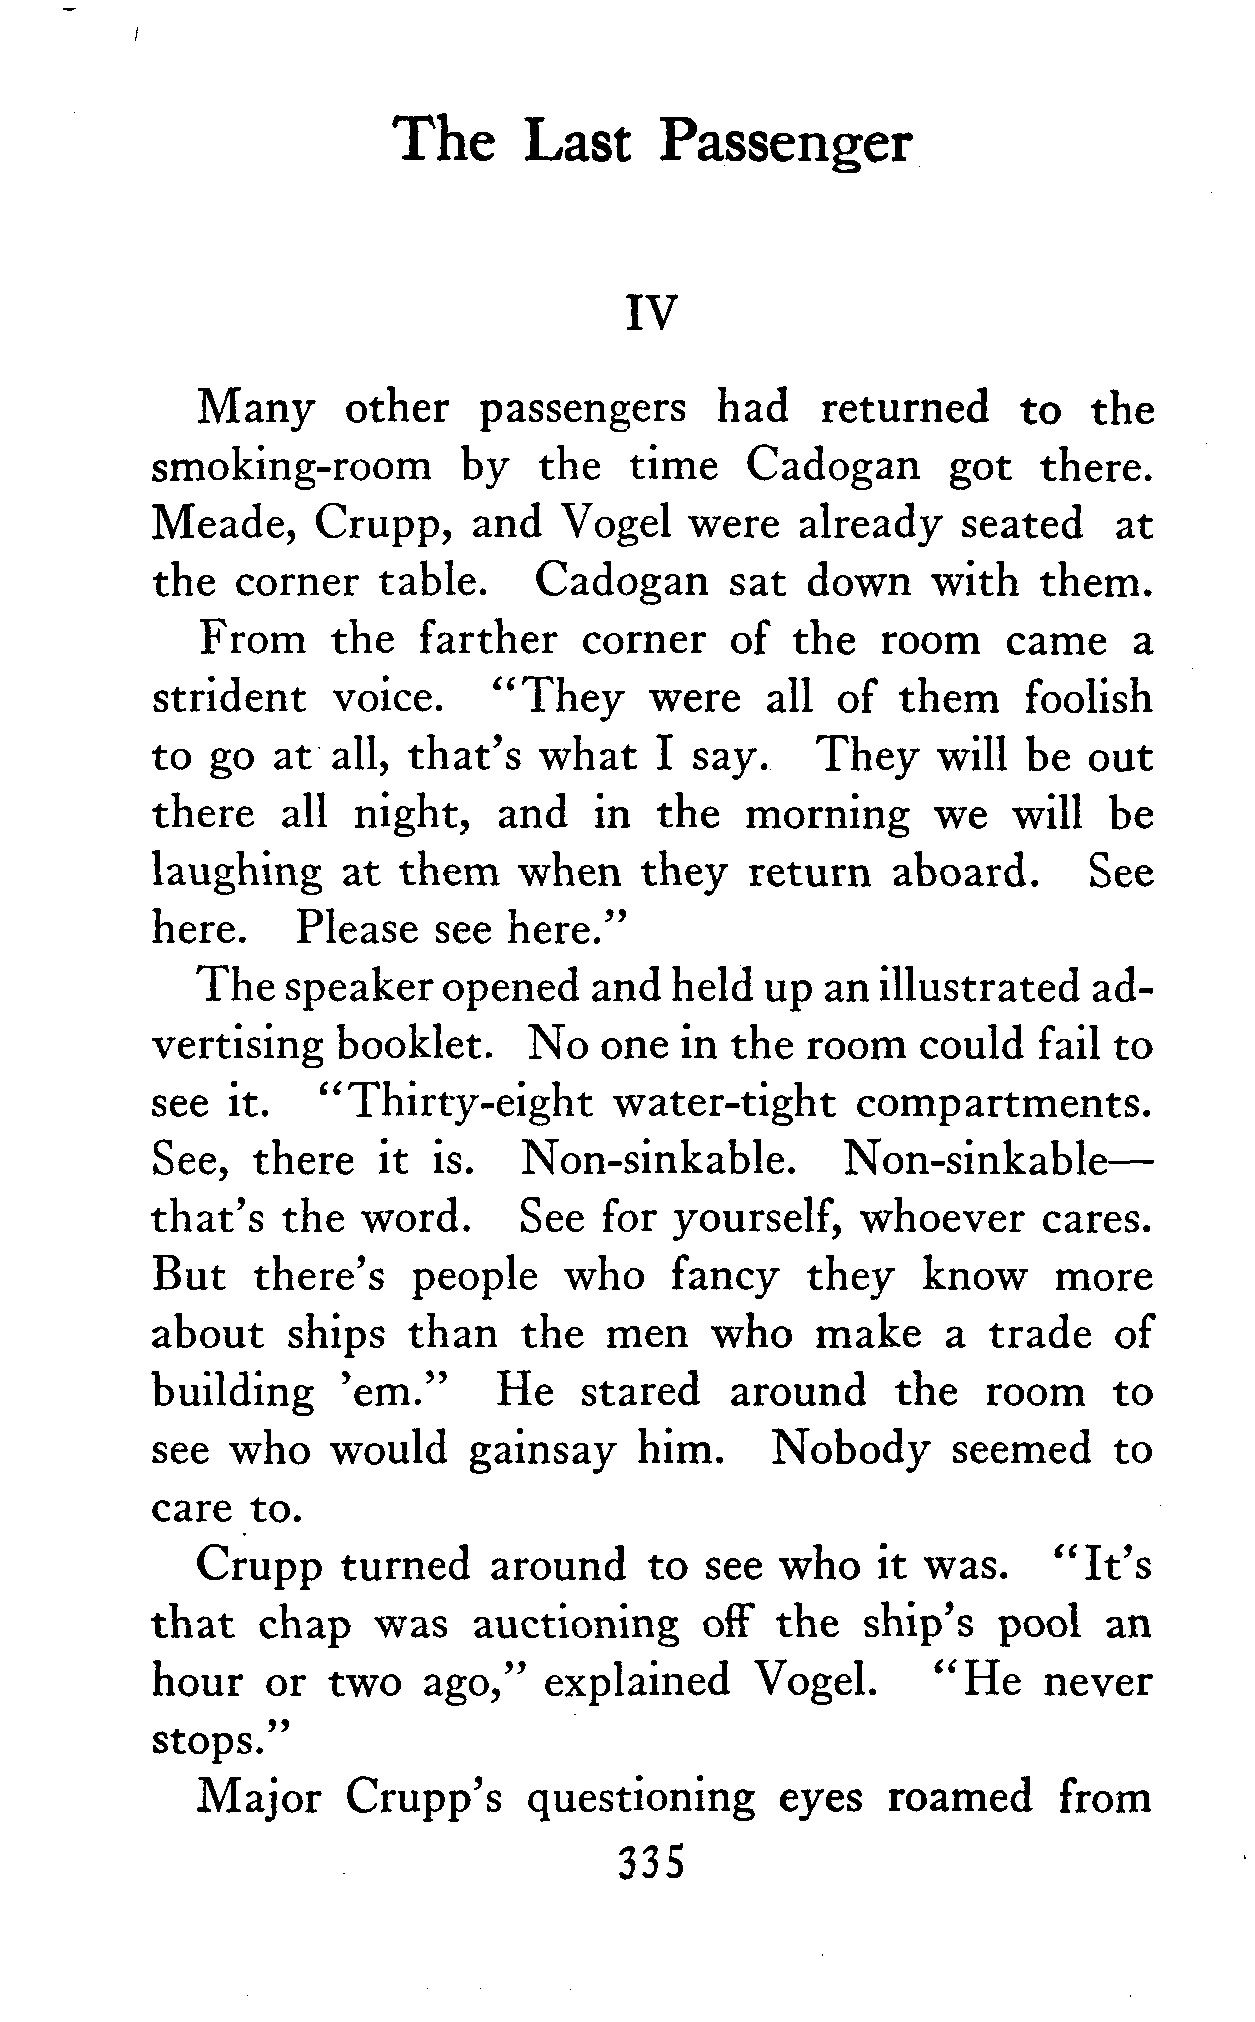 The Last Passenger
IV
Many other passengers had returned to the
smoking-room by the time Cadogan got there.
Meade, Crupp, and Vogel were already seated at
the corner table. Cadogan sat down with them.
From the farther corner of the room came a
strident voice. “They were all of them foolish
to go at all, that’s what I say. They will be out
there all night, and in the morning we will be
laughing at them when they return aboard. See
here. Please see here.”
The speaker opened and held up an illustrated ad-
vertising booklet. No one in the room could fail to
see it. “Thirty-eight water-tight compartments.
See, there it is. Non-sinkable. Non-sinkable—
that’s the word. See for yourself, whoever cares.
But there’s people who fancy they know more
about ships than the men who make a trade of
building ’em.” He stared around the room to
see who would gainsay him. Nobody seemed to
care to.
Crupp turned around to see who it was. “It’s
that chap was auctioning off the ship’s pool an
hour or two ago,” explained Vogel. “He never
stops.”
Major Crupp’s questioning eyes roamed from
335